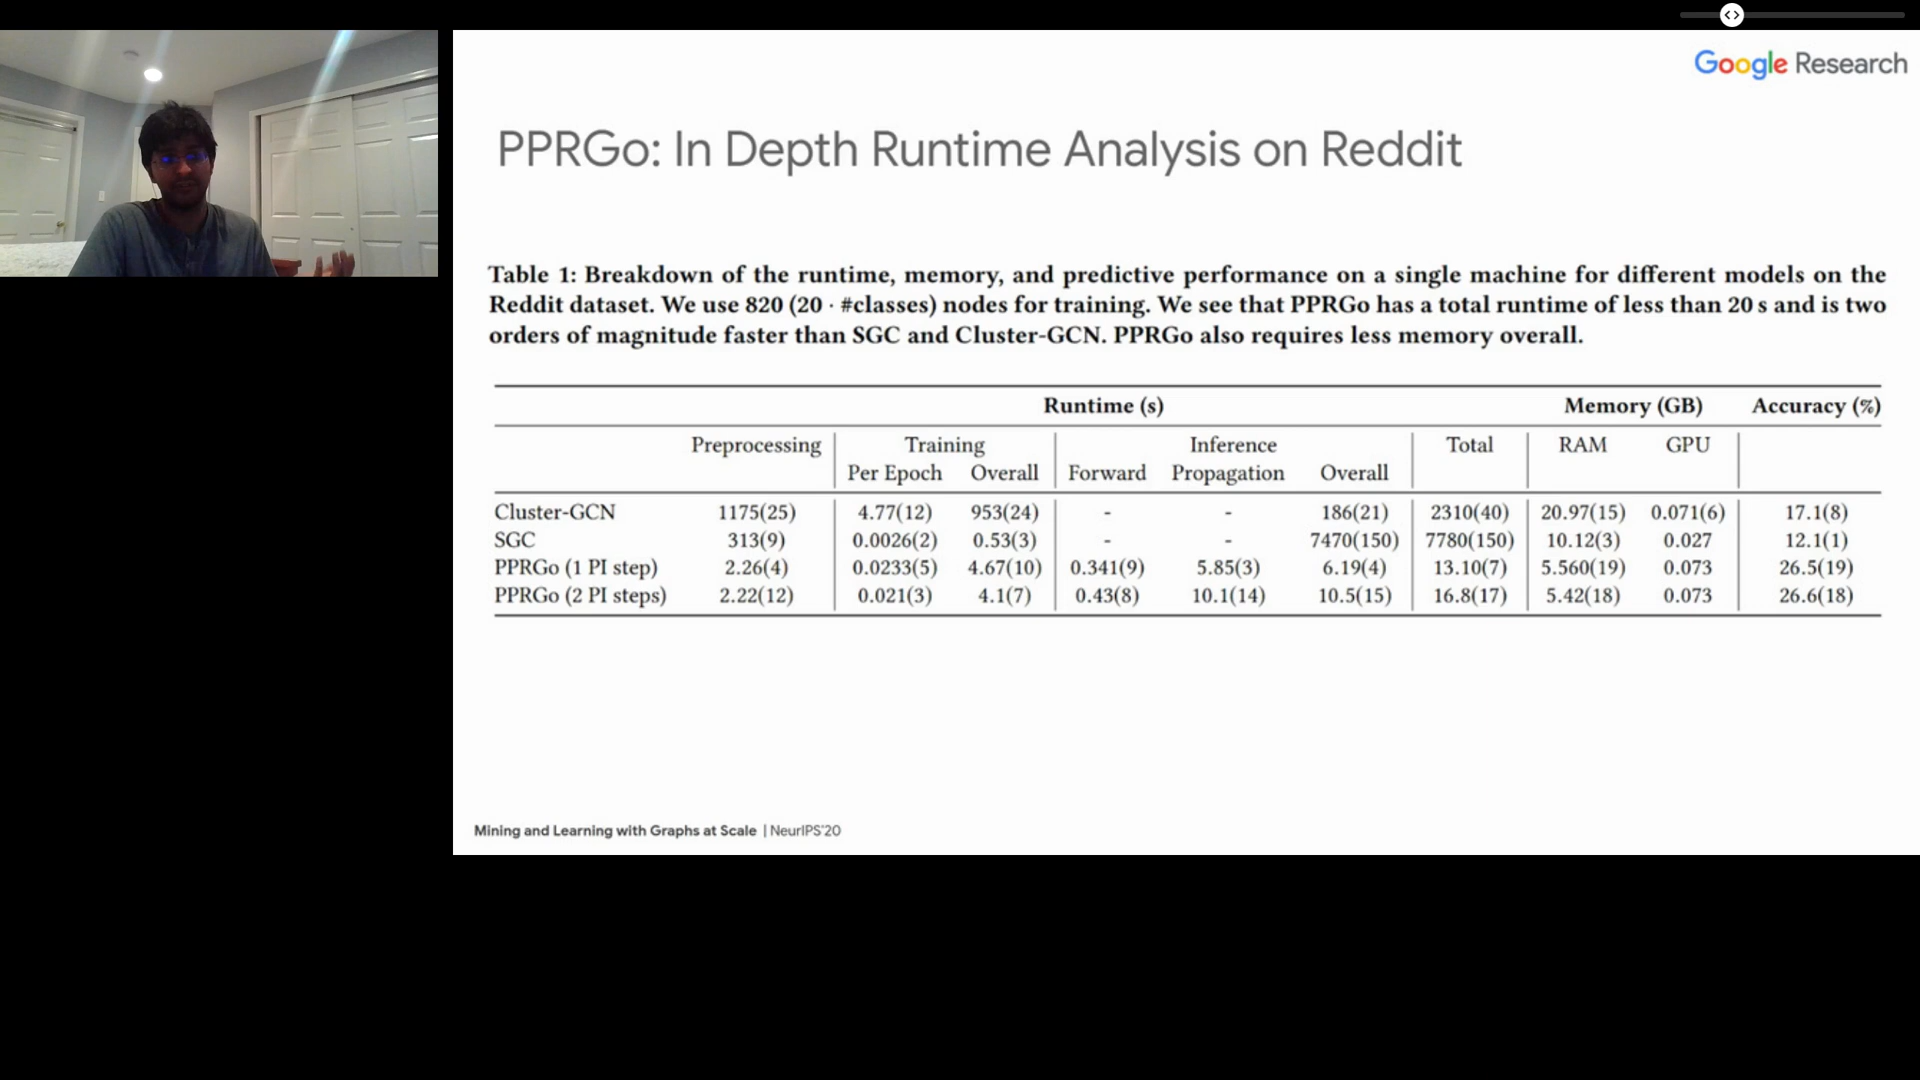 Google Research
PPRGo: In Depth Runtime Analysis on Reddit
Table 1: Breakdown of the runtime, memory, and predictive performance on a single machine for different models on the
Reddit dataset. We use 820 (20 · #classes) nodes for training. We see that PPRGo has a total runtime of less than 20 s and is two
orders of magnitude faster than SGC and Cluster-GCN. PPRGo also requires less memory overall.
Runtime (s) Memory (GB) Accuracy (%)
Preprocessing Training Inference Total RAM GPU
Per Epoch Overall Forward Propagation Overall
Cluster-GCN 1175(25) 4.77(12) 953(24) - - 186(21) 2310(40) 20.97(15) 0.071(6) 17.1(8)
SGC 313(9) 0.0026(2) 0.53(3) - - 7470(150) 7780(150) 10.12(3) 0.027 12.1(1)
PPRGo (1 PI step) 2.26(4) 0.0233(5) 4.67(10) 0.341(9) 5.85(3) 6.19(4) 13.10(7) 5.560(19) 0.073 26.5(19)
PPRGo (2 PI steps) 2.22(12) 0.021(3) 4.1(7) 0.43(8) 10.1(14) 10.5(15) 16.8(17) 5.42(18) 0.073 26.6(18)
Mining and Learning with Graphs at Scale | NeurIPS'20